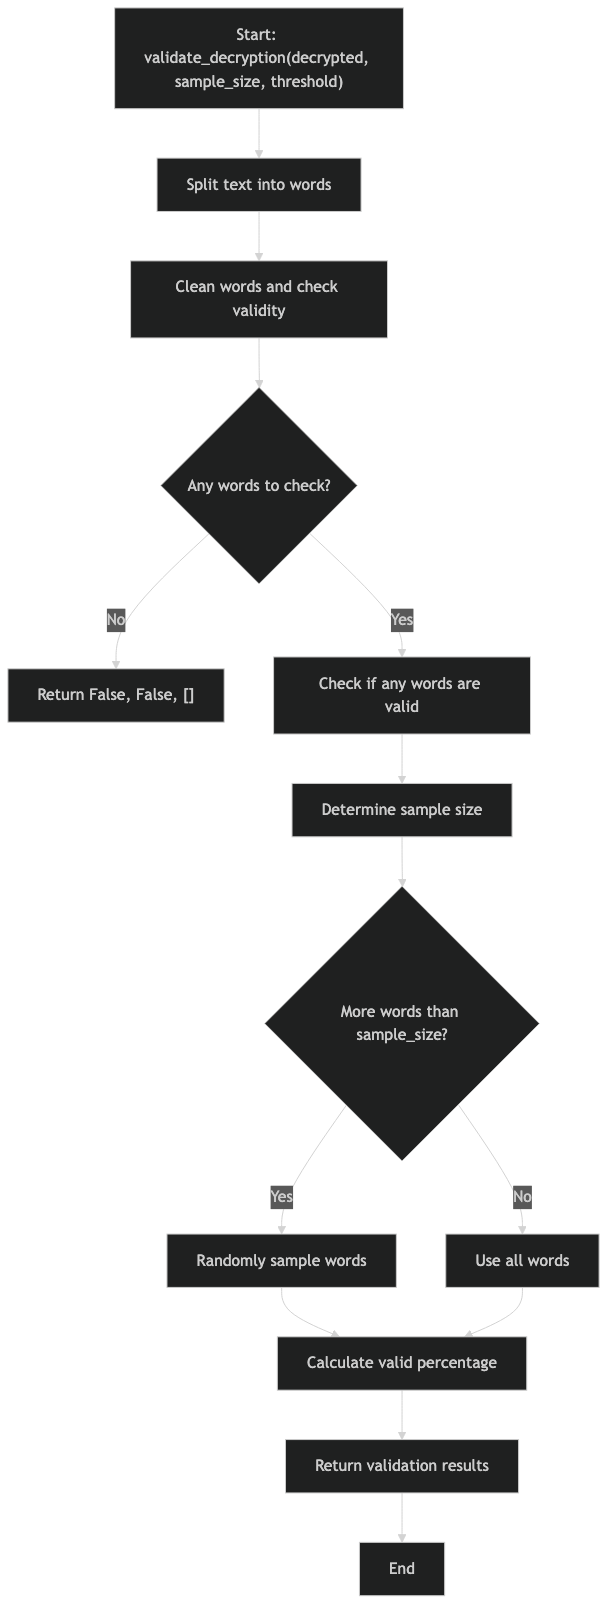 Start:
validate_decryption(decrypted,
sample_size, threshold)
Split text into words
Clean words and check
validity
Any words to check?
No
Yes
Return False, False, []
Check if any words are
valid
Determine sample size
More words than
sample_size?
Yes
No
Randomly sample words
Use all words
Calculate valid percentage
Return validation results
End